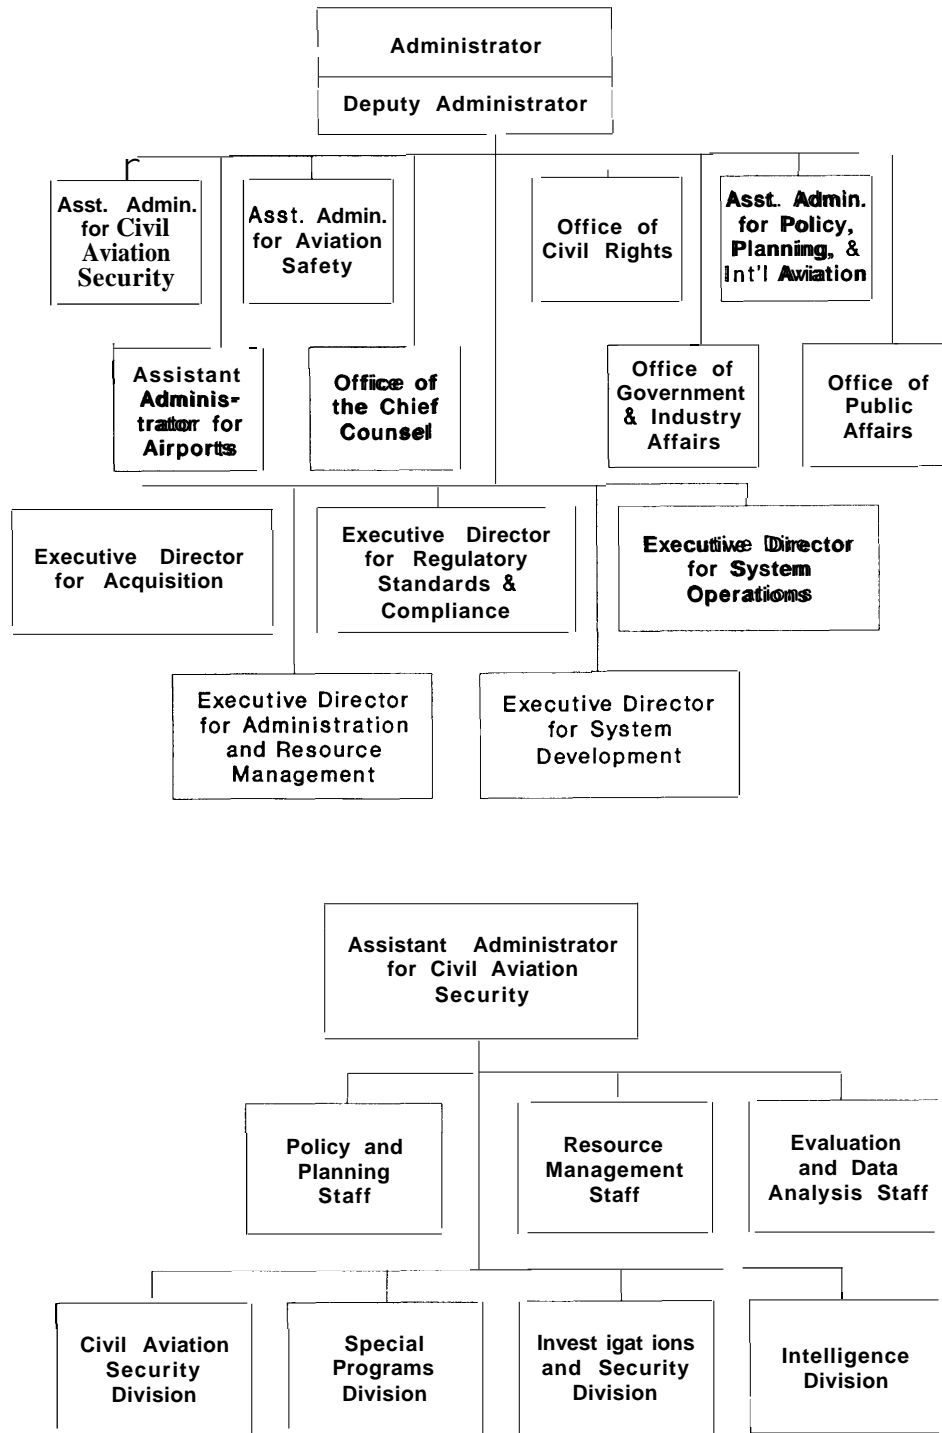 Administrator
Deputy Administrator
Asst. Admin.
for Civil
Aviation
Security
Asst. Admin.
for Aviation
Safety
Office of
Civil Rights
Asst. Admin.
for Policy,
Planning, &
Int'l Aviation
Assistant
Adminis-
trator for
Airports
Office of
the Chief
Counsel
Office of
Government
& Industry
Affairs
Office of
Public
Affairs
Executive Director
for Acquisition
Executive Director
for Regulatory
Standards &
Compliance
Executive Director
for System
Operations
Executive Director
for Administration
and Resource
Management
Executive Director
for System
Development
Assistant Administrator
for Civil Aviation
Security
Policy and
Planning
Staff
Resource
Management
Staff
Evaluation
and Data
Analysis Staff
Civil Aviation
Security
Division
Special
Programs
Division
Invest igat ions
and Security
Division
Intelligence
Division